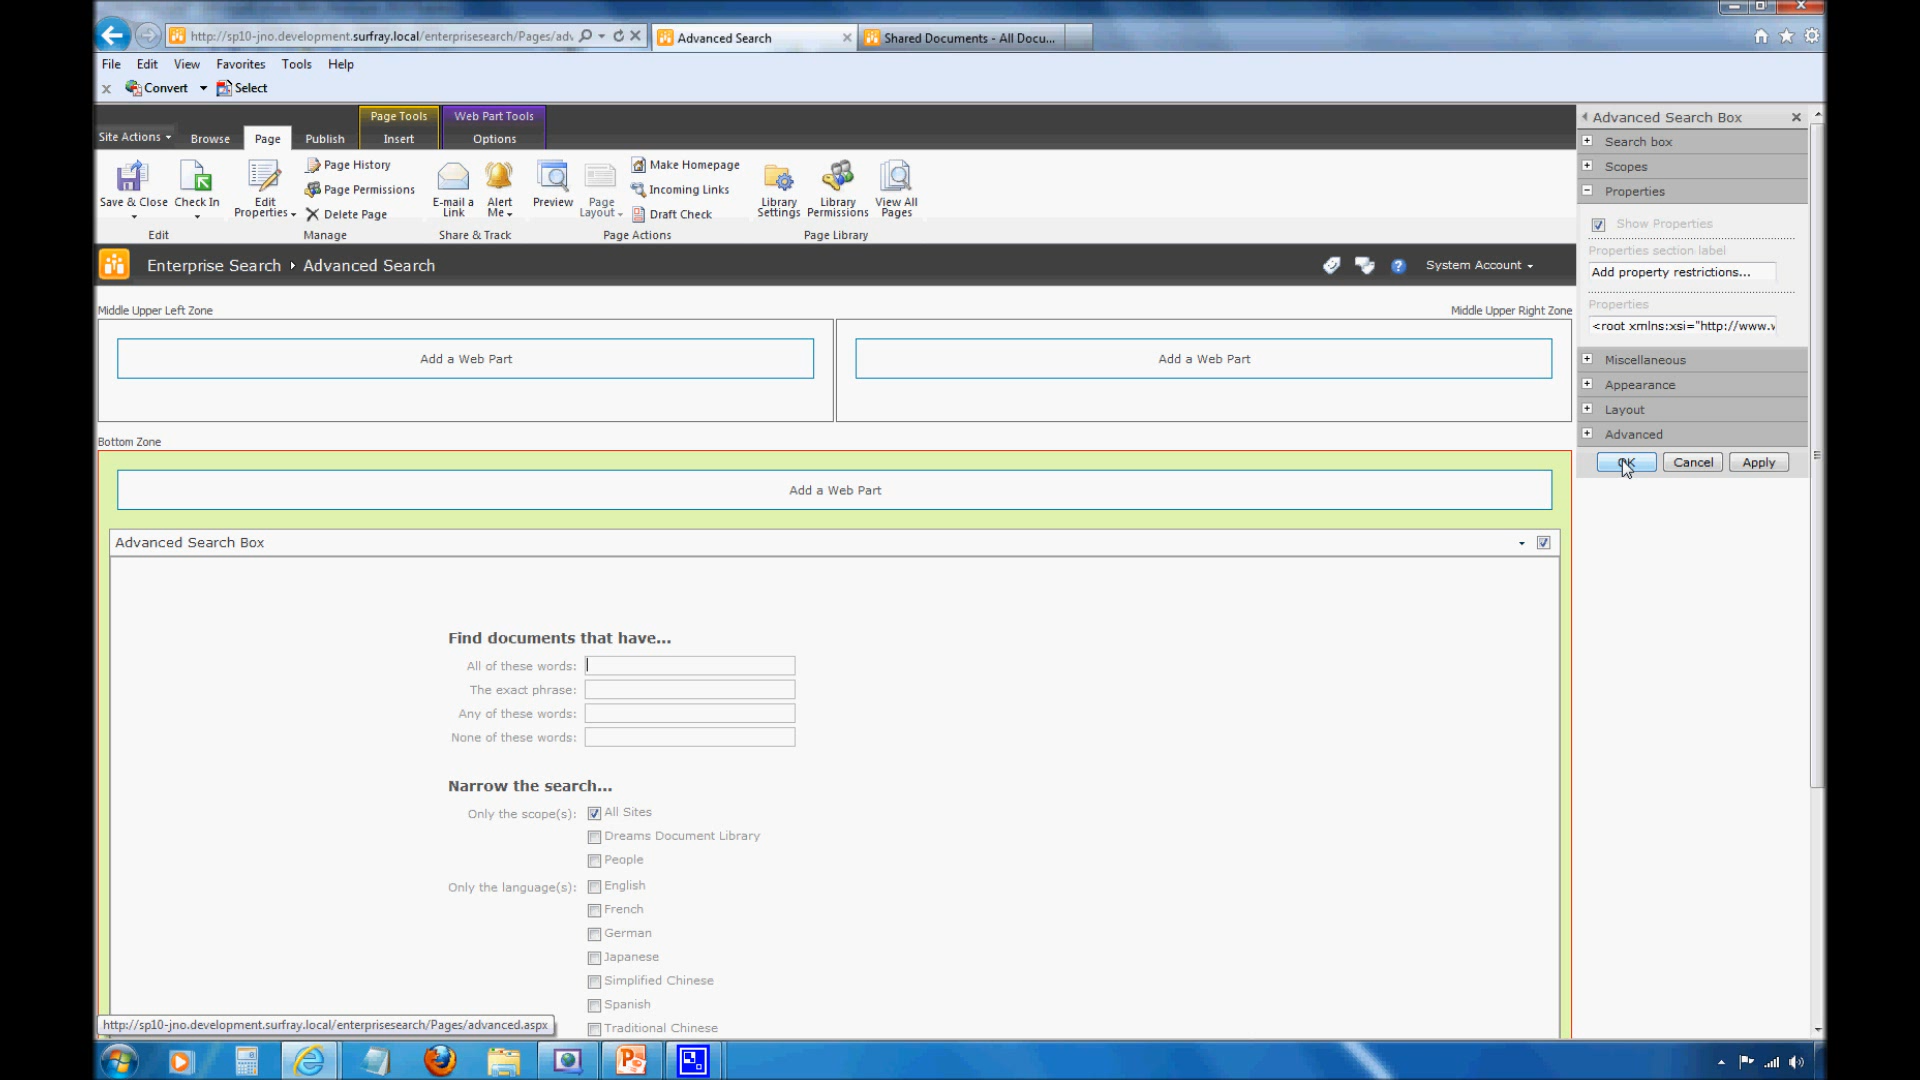 http://sp10-jno.development.surfray.local/enterprisesearch/Pages/adv
Advanced Search
Shared Documents - All Docu...
File Edit View Favorites Tools Help
x Convert Select
Page Tools Web Part Tools
Site Actions Browse Page Publish Insert Options
Save & Close
Check In
Edit Properties
Page History
Page Permissions
Delete Page
E-mail a Link
Alert Me
Preview
Page Layout
Make Homepage
Incoming Links
Draft Check
Library Settings
Library Permissions
View All Pages
Edit Manage Share & Track Page Actions Page Library
Enterprise Search Advanced Search
System Account
Middle Upper Left Zone
Middle Upper Right Zone
Add a Web Part
Add a Web Part
Bottom Zone
Add a Web Part
Advanced Search Box
Find documents that have...
All of these words:
The exact phrase:
Any of these words:
None of these words:
Narrow the search...
Only the scope(s): All Sites
Dreams Document Library
People
Only the language(s): English
French
German
Japanese
Simplified Chinese
Spanish
Traditional Chinese
http://sp10-jno.development.surfray.local/enterprisesearch/Pages/advanced.aspx
Advanced Search Box
Search box
Scopes
Properties
Show Properties
Properties section label
Add property restrictions...
Properties
<root xmlns:xsi="http://www.v
Miscellaneous
Appearance
Layout
Advanced
OK Cancel Apply